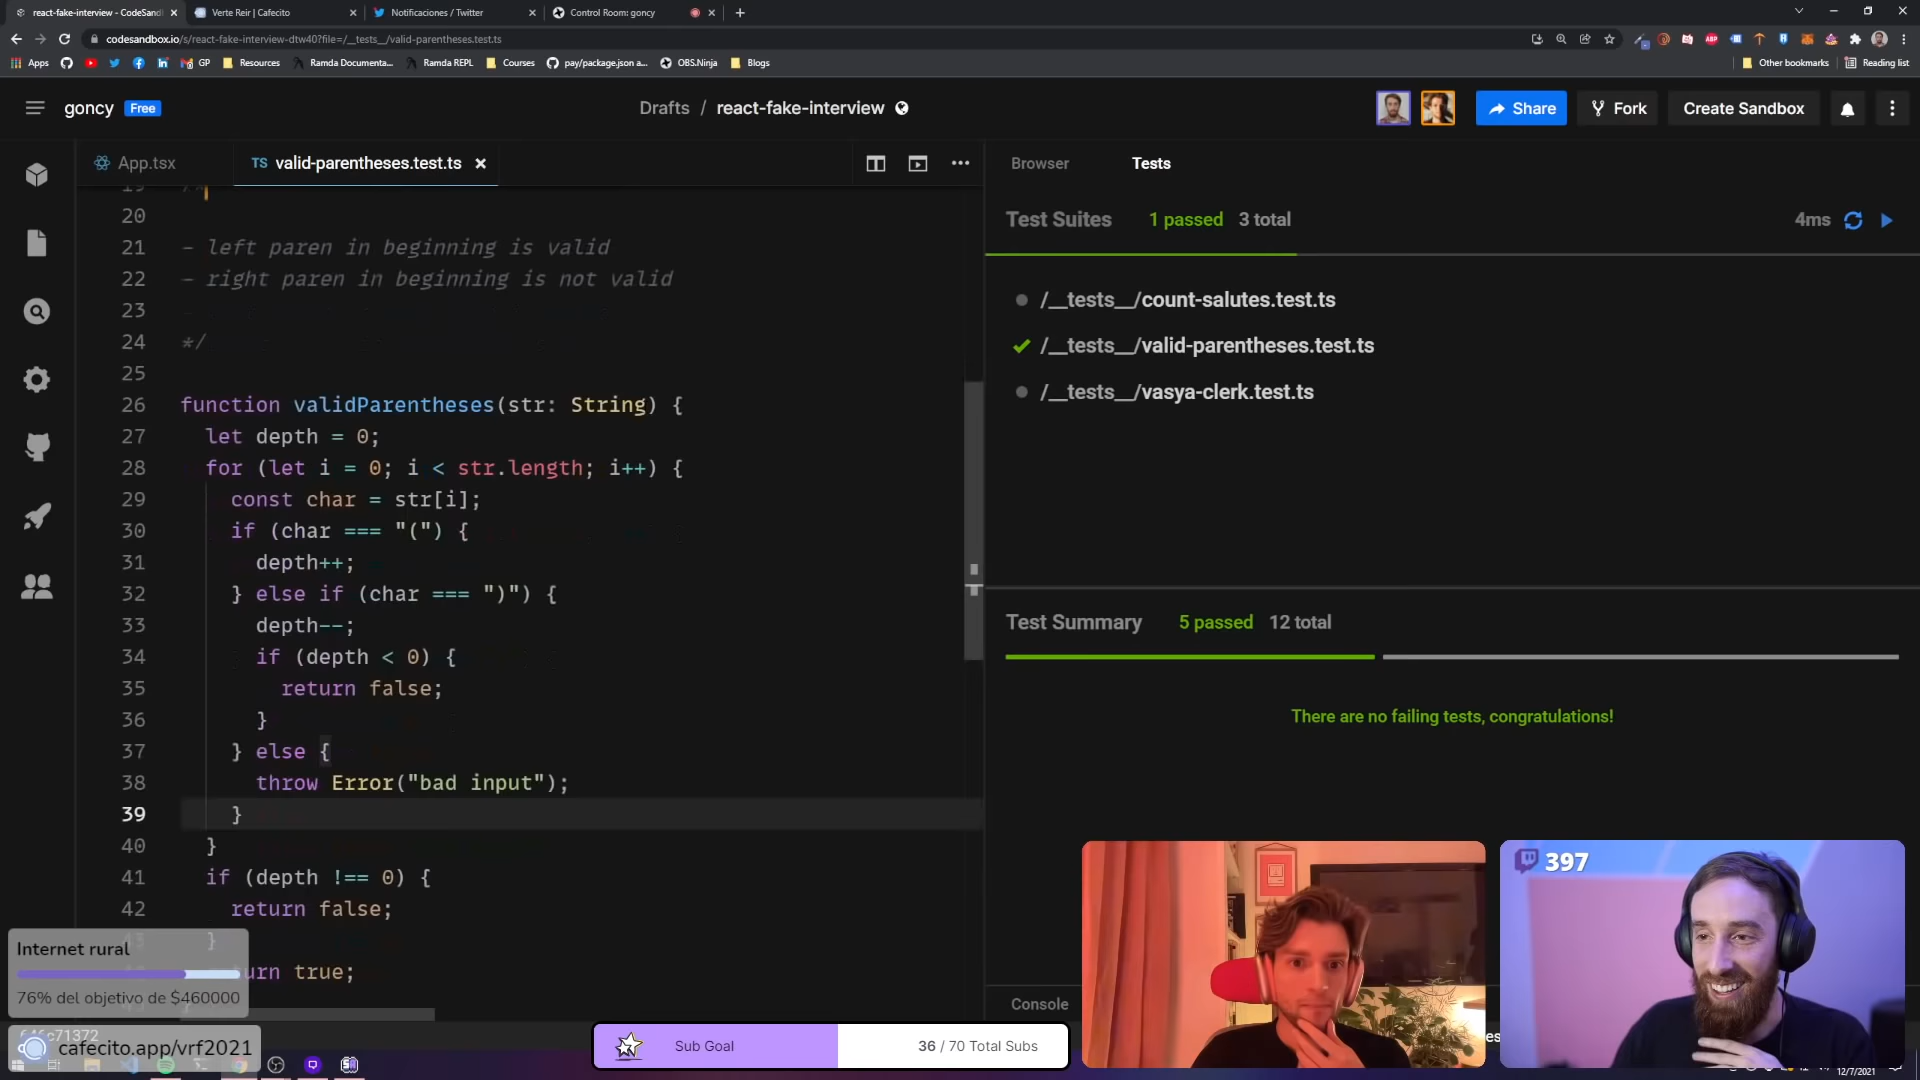 react-fake-interview - CodeSand
Verte Reir | Cafecito
Notificaciones / Twitter
Control Room: goncy
codesandbox.io/s/react-fake-interview-dtw40?file=/__tests__/valid-parentheses.test.ts
Apps
GP
Resources
Ramda Documenta...
Ramda REPL
Courses
pay/package.json a...
OBS.Ninja
Blogs
Other bookmarks
Reading list
goncy Free
Drafts / react-fake-interview
Share
Fork
Create Sandbox
App.tsx
TS valid-parentheses.test.ts
Browser
Tests
19 /*
20
21 - left paren in beginning is valid
22 - right paren in beginning is not valid
23
24 */
25
26 function validParentheses(str: String) {
27 let depth = 0;
28 for (let i = 0; i < str.length; i++) {
29 const char = str[i];
30 if (char === "(") {
31 depth++;
32 } else if (char === ")") {
33 depth--;
34 if (depth < 0) {
35 return false;
36 }
37 } else {
38 throw Error("bad input");
39 }
40 }
41 if (depth !== 0) {
42 return false;
}
urn true;
Test Suites 1 passed 3 total 4ms
/__tests__/count-salutes.test.ts
/__tests__/valid-parentheses.test.ts
/__tests__/vasya-clerk.test.ts
Test Summary 5 passed 12 total
There are no failing tests, congratulations!
Console
397
Internet rural
76% del objetivo de $460000
cafecito.app/vrf2021
Sub Goal
36 / 70 Total Subs
12/7/2021